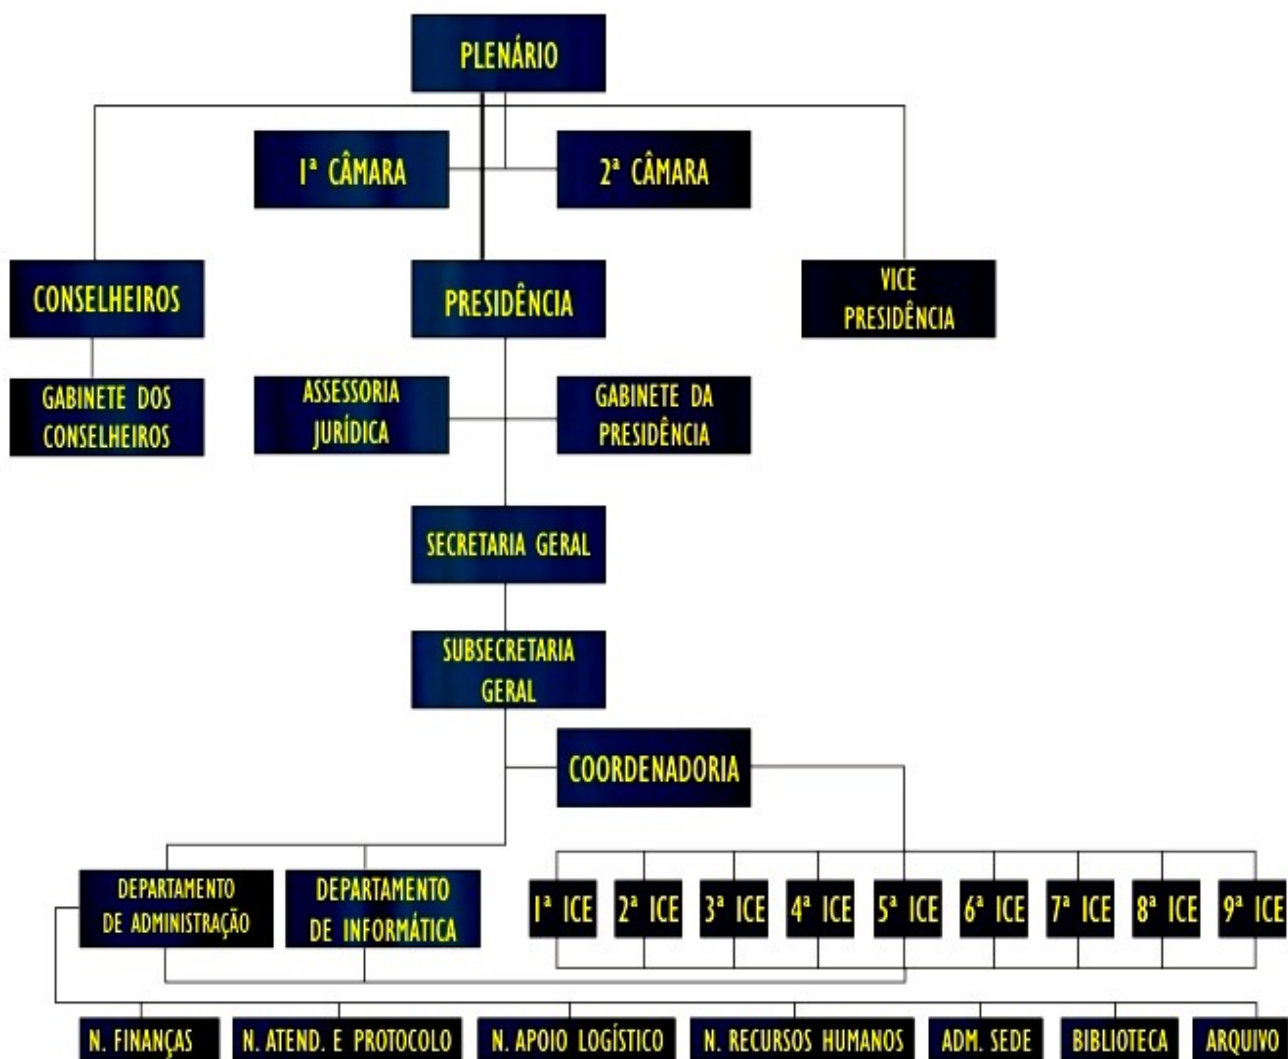 PLENÁRIO
1ª CÂMARA
2ª CÂMARA
CONSELHEIROS
PRESIDÊNCIA
VICE
PRESIDÊNCIA
GABINETE DOS
CONSELHEIROS
ASSESSORIA
JURÍDICA
GABINETE DA
PRESIDÊNCIA
SECRETARIA GERAL
SUBSECRETARIA
GERAL
COORDENADORIA
DEPARTAMENTO
DE ADMINISTRAÇÃO
DEPARTAMENTO
DE INFORMÁTICA
1ª ICE
2ª ICE
3ª ICE
4ª ICE
5ª ICE
6ª ICE
7ª ICE
8ª ICE
9ª ICE
N. FINANÇAS
N. ATEND. E PROTOCOLO
N. APOIO LOGÍSTICO
N. RECURSOS HUMANOS
ADM. SEDE
BIBLIOTECA
ARQUIVO